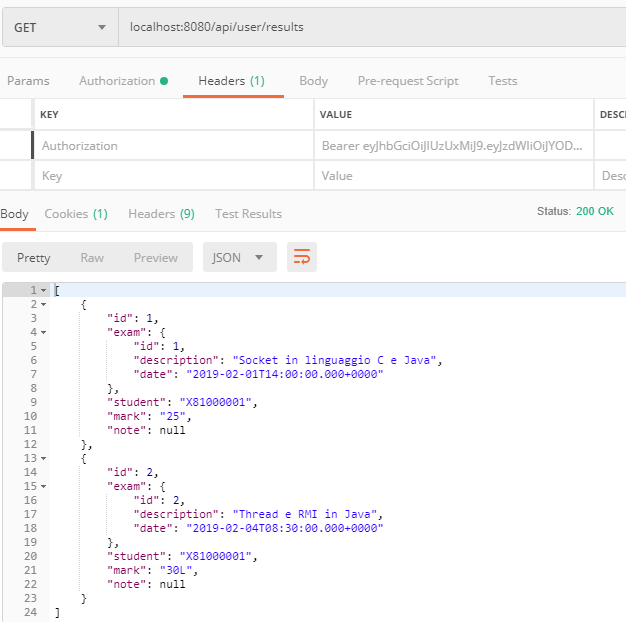 GET localhost:8080/api/user/results
Params Authorization Headers (1) Body Pre-request Script Tests
KEY VALUE DESC
Authorization Bearer eyJhbGciOiJIUzUxMiJ9.eyJzdWIiOiJYOD...
Key Value Desc
Body Cookies (1) Headers (9) Test Results Status: 200 OK
Pretty Raw Preview JSON
1 [
2 {
3 "id": 1,
4 "exam": {
5 "id": 1,
6 "description": "Socket in linguaggio C e Java",
7 "date": "2019-02-01T14:00:00.000+0000"
8 },
9 "student": "X81000001",
10 "mark": "25",
11 "note": null
12 },
13 {
14 "id": 2,
15 "exam": {
16 "id": 2,
17 "description": "Thread e RMI in Java",
18 "date": "2019-02-04T08:30:00.000+0000"
19 },
20 "student": "X81000001",
21 "mark": "30L",
22 "note": null
23 }
24 ]